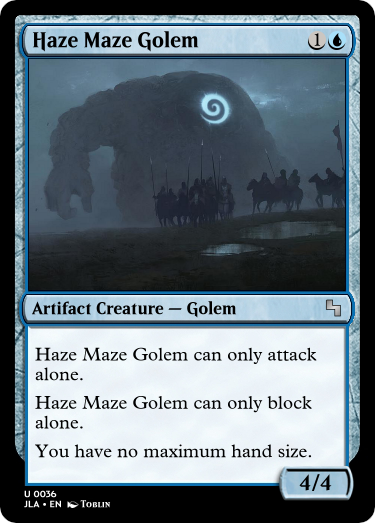 Haze Maze Golem 1
Artifact Creature — Golem
Haze Maze Golem can only attack
alone.
Haze Maze Golem can only block
alone.
You have no maximum hand size.
4/4
U 0036
JLA • EN Toblin